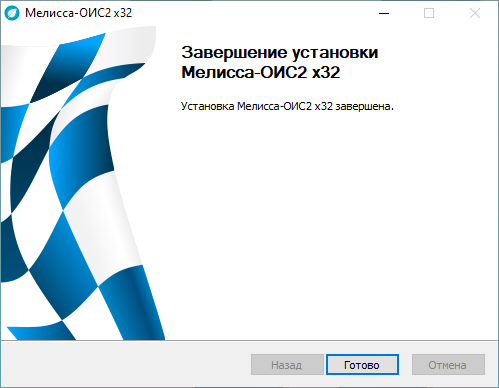 Мелисса-ОИС2 x32
Завершение установки
Мелисса-ОИС2 x32
Установка Мелисса-ОИС2 x32 завершена.
Назад
Готово
Отмена